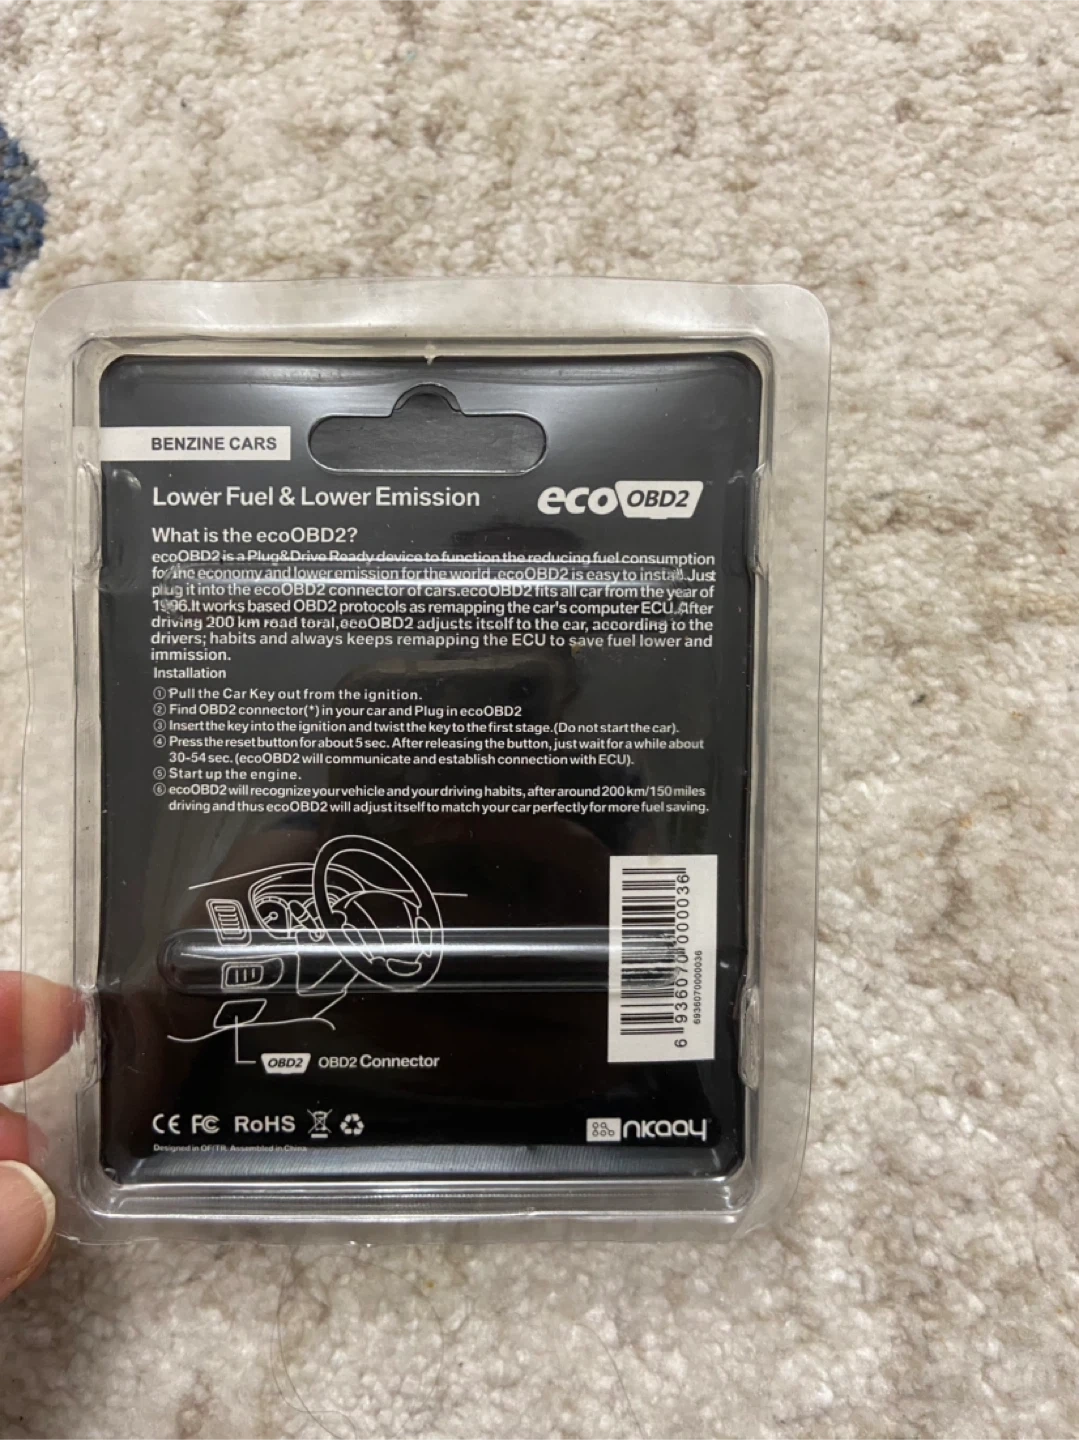 BENZINE CARS
Lower Fuel & Lower Emission
eco OBD2
What is the ecoOBD2?
ecoOBD2 is a Plug&Drive Ready device to function the reducing fuel consumption
for the economy and lower emission for the world ,ecoOBD2 is easy to install.Just
plug it into the ecoOBD2 connector of cars.ecoOBD2 fits all car from the year of
1996.It works based OBD2 protocols as remapping the car's computer ECU.After
driving 200 km road toral,ecoOBD2 adjusts itself to the car, according to the
drivers; habits and always keeps remapping the ECU to save fuel lower and
immission.
Installation
① Pull the Car Key out from the ignition.
② Find OBD2 connector(*) in your car and Plug in ecoOBD2
③ Insert the key into the ignition and twist the key to the first stage.(Do not start the car).
④ Press the reset button for about 5 sec. After releasing the button, just wait for a while about
30-54 sec. (ecoOBD2 will communicate and establish connection with ECU).
⑤ Start up the engine.
⑥ ecoOBD2 will recognize your vehicle and your driving habits, after around 200 km/150 miles
driving and thus ecoOBD2 will adjust itself to match your car perfectly for more fuel saving.
6 936070 000036
6936070000036
OBD2 OBD2 Connector
CE FC RoHS
nkaay
Designed in Assembled in China